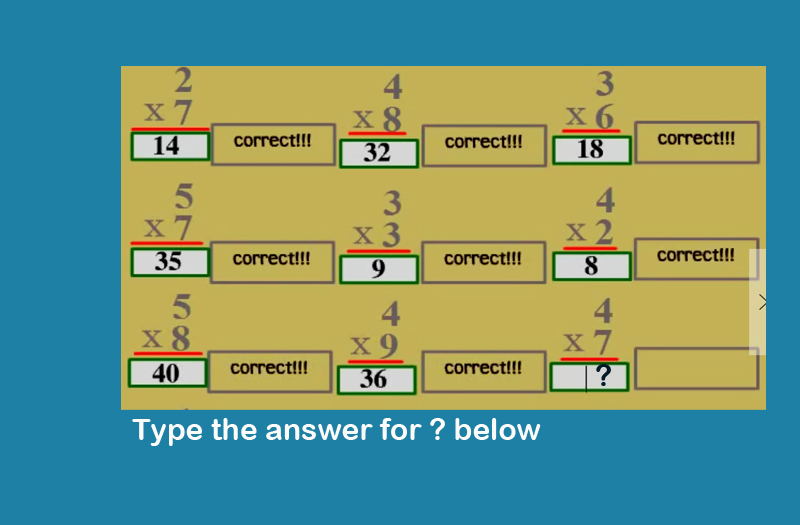 2 4 3
x 7 x 8 x 6
14 correct!!! 32 correct!!! 18 correct!!!
5 3 4
x 7 x 3 x 2
35 correct!!! 9 correct!!! 8 correct!!!
5 4 4
x 8 x 9 x 7
40 correct!!! 36 correct!!! ?
Type the answer for ? below